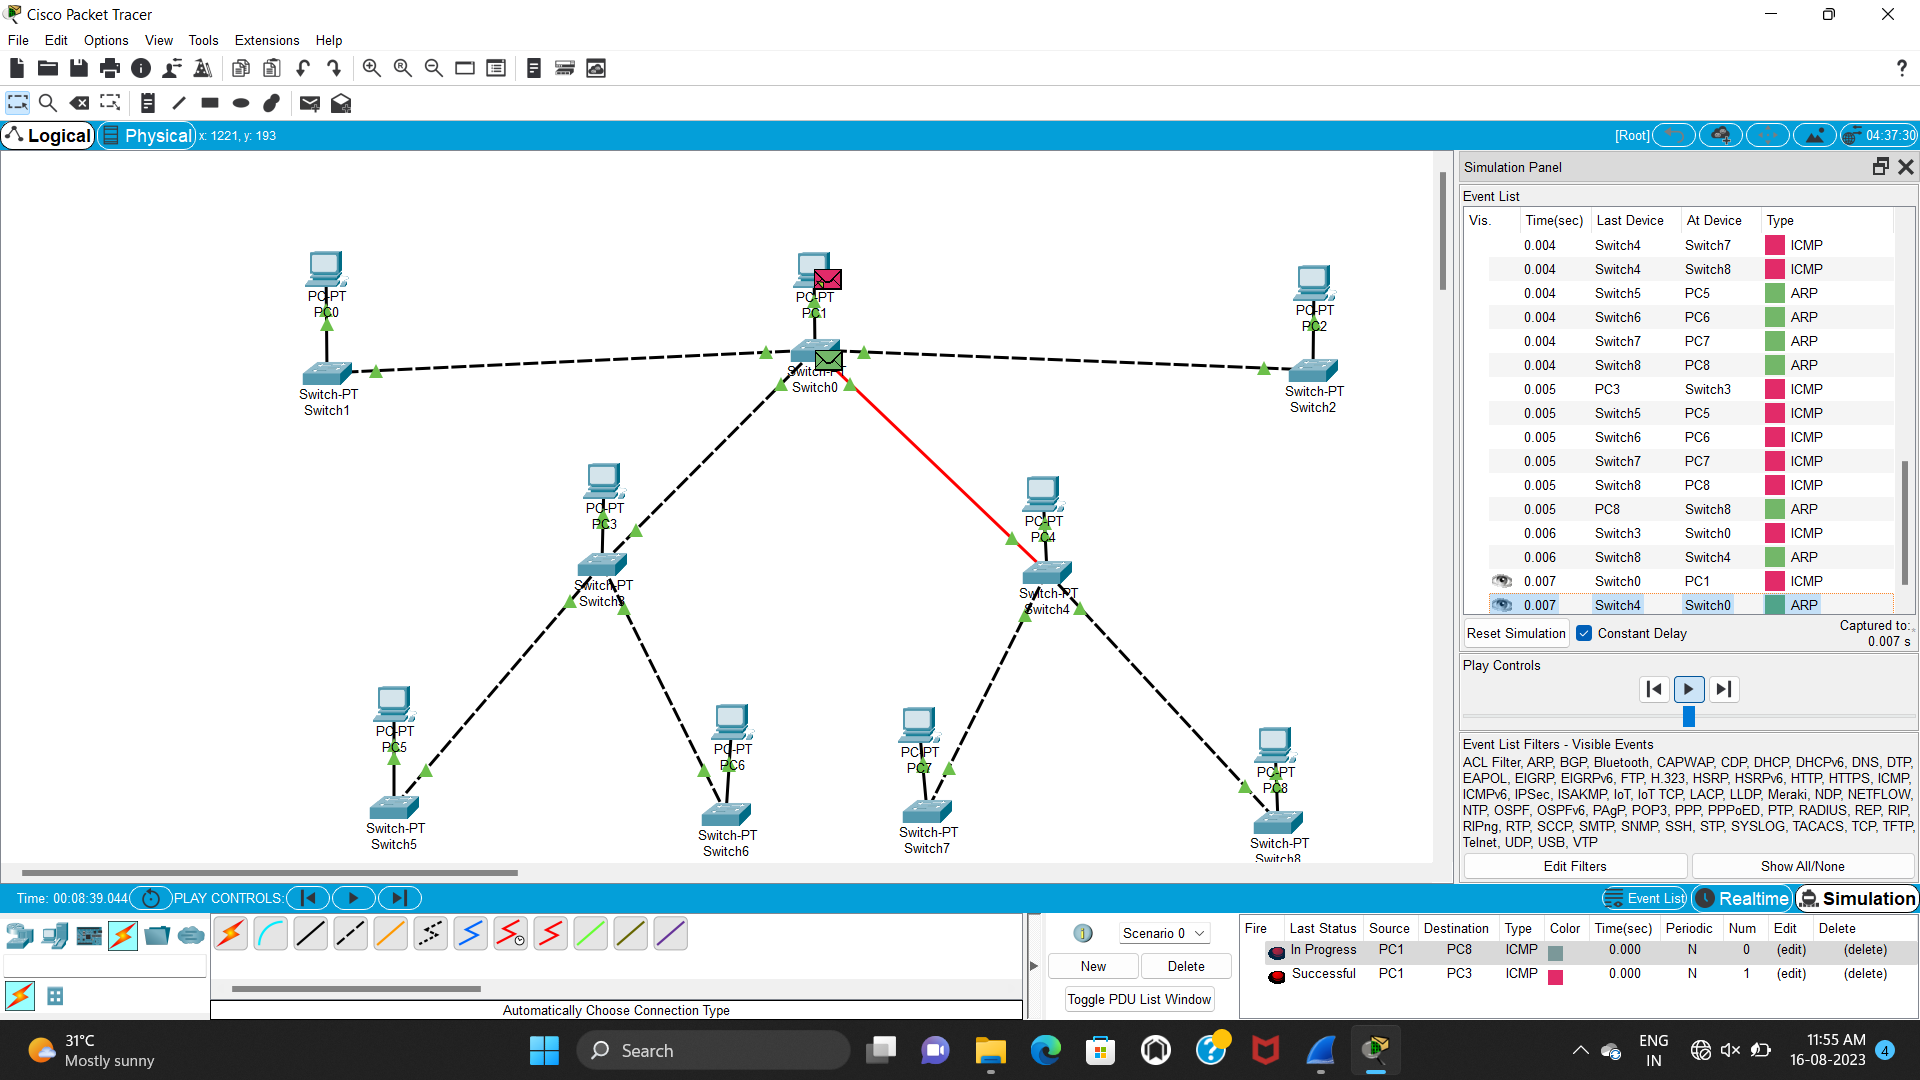 Cisco Packet Tracer
File Edit Options View Tools Extensions Help
?
Logical Physical x: 1221, y: 193
[Root] 04:37:30
PC-PT
PC0
PC-PT
PC1
PC-PT
PC2
Switch-PT
Switch1
Switch-PT
Switch0
Switch-PT
Switch2
PC-PT
PC3
PC-PT
PC4
Switch-PT
Switch3
Switch-PT
Switch4
PC-PT
PC5
PC-PT
PC6
PC-PT
PC7
PC-PT
PC8
Switch-PT
Switch5
Switch-PT
Switch6
Switch-PT
Switch7
Switch-PT
Switch8
Simulation Panel
Event List
Vis. Time(sec) Last Device At Device Type
0.004 Switch4 Switch7 ICMP
0.004 Switch4 Switch8 ICMP
0.004 Switch5 PC5 ARP
0.004 Switch6 PC6 ARP
0.004 Switch7 PC7 ARP
0.004 Switch8 PC8 ARP
0.005 PC3 Switch3 ICMP
0.005 Switch5 PC5 ICMP
0.005 Switch6 PC6 ICMP
0.005 Switch7 PC7 ICMP
0.005 Switch8 PC8 ICMP
0.005 PC8 Switch8 ARP
0.006 Switch3 Switch0 ICMP
0.006 Switch8 Switch4 ARP
0.007 Switch0 PC1 ICMP
0.007 Switch4 Switch0 ARP
Reset Simulation Constant Delay Captured to:
0.007 s
Play Controls
Event List Filters - Visible Events
ACL Filter, ARP, BGP, Bluetooth, CAPWAP, CDP, DHCP, DHCPv6, DNS, DTP,
EAPOL, EIGRP, EIGRPv6, FTP, H.323, HSRP, HSRPv6, HTTP, HTTPS, ICMP,
ICMPv6, IPSec, ISAKMP, IoT, IoT TCP, LACP, LLDP, Meraki, NDP, NETFLOW,
NTP, OSPF, OSPFv6, PAgP, POP3, PPP, PPPoED, PTP, RADIUS, REP, RIP,
RIPng, RTP, SCCP, SMTP, SNMP, SSH, STP, SYSLOG, TACACS, TCP, TFTP,
Telnet, UDP, USB, VTP
Edit Filters Show All/None
Time: 00:08:39.044 PLAY CONTROLS: Event List Realtime Simulation
Automatically Choose Connection Type
Scenario 0
New Delete
Toggle PDU List Window
Fire Last Status Source Destination Type Color Time(sec) Periodic Num Edit Delete
In Progress PC1 PC8 ICMP 0.000 N 0 (edit) (delete)
Successful PC1 PC3 ICMP 0.000 N 1 (edit) (delete)
31°C
Mostly sunny
Search
ENG
IN
11:55 AM
16-08-2023
4